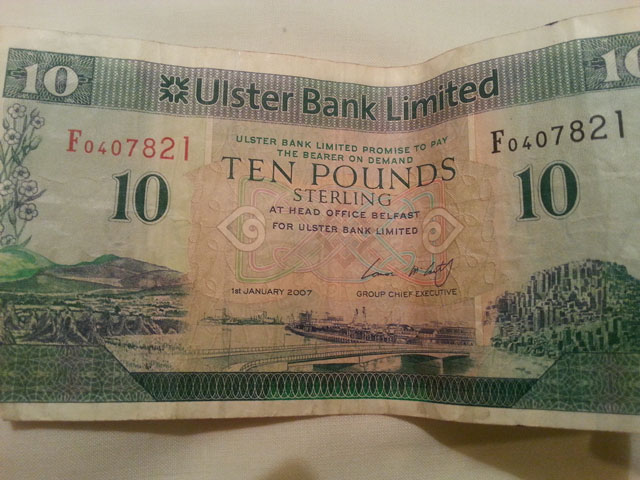 10 Ulster Bank Limited 10
F0407821 F0407821
ULSTER BANK LIMITED PROMISE TO PAY
THE BEARER ON DEMAND
TEN POUNDS
STERLING
10 10
AT HEAD OFFICE BELFAST
FOR ULSTER BANK LIMITED
1ST JANUARY 2007 GROUP CHIEF EXECUTIVE